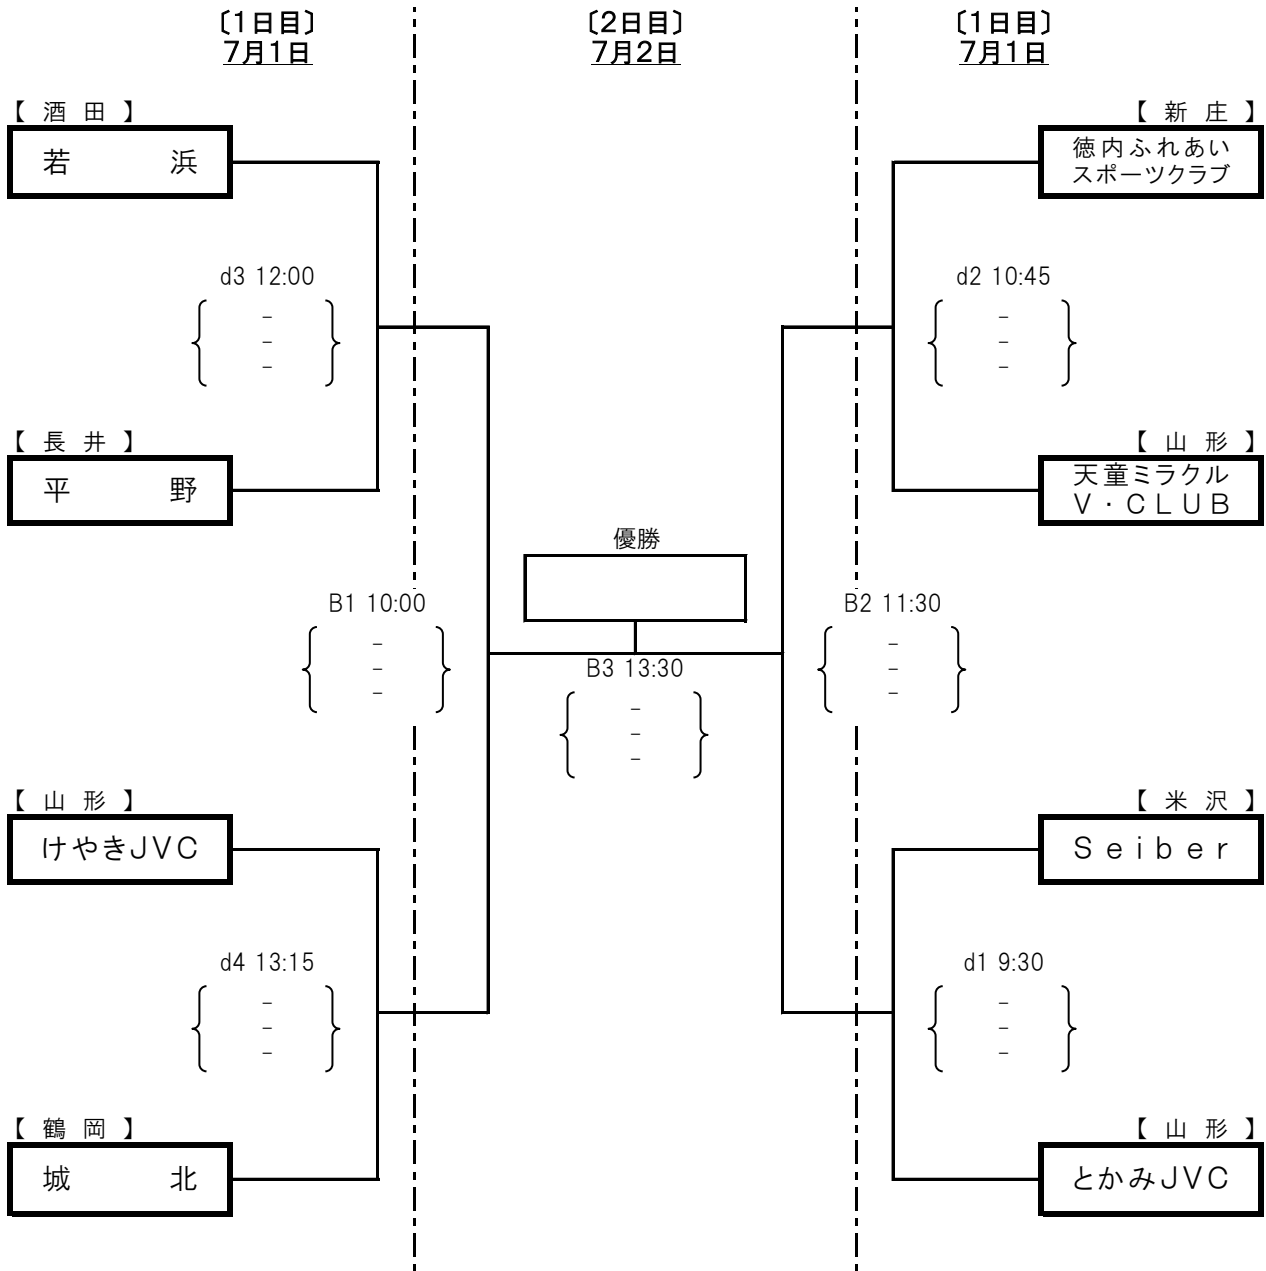 〔1日目〕
7月1日
〔2日目〕
7月2日
〔1日目〕
7月1日
【 酒 田 】
若 浜
【 新 庄 】
徳内ふれあい
スポーツクラブ
d3 12:00
-
-
-
d2 10:45
-
-
-
【 長 井 】
平 野
【 山 形 】
天童ミラクル
V・CLUB
優勝
B1 10:00
-
-
-
B2 11:30
-
-
-
B3 13:30
-
-
-
【 山 形 】
けやきJVC
【 米 沢 】
Seiber
d4 13:15
-
-
-
d1 9:30
-
-
-
【 鶴 岡 】
城 北
【 山 形 】
とかみJVC